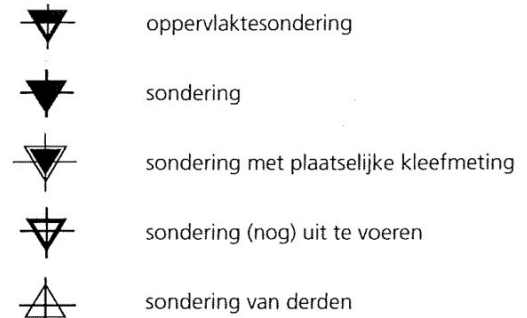 oppervlaktesondering
sondering
sondering met plaatselijke kleefmeting
sondering (nog) uit te voeren
sondering van derden